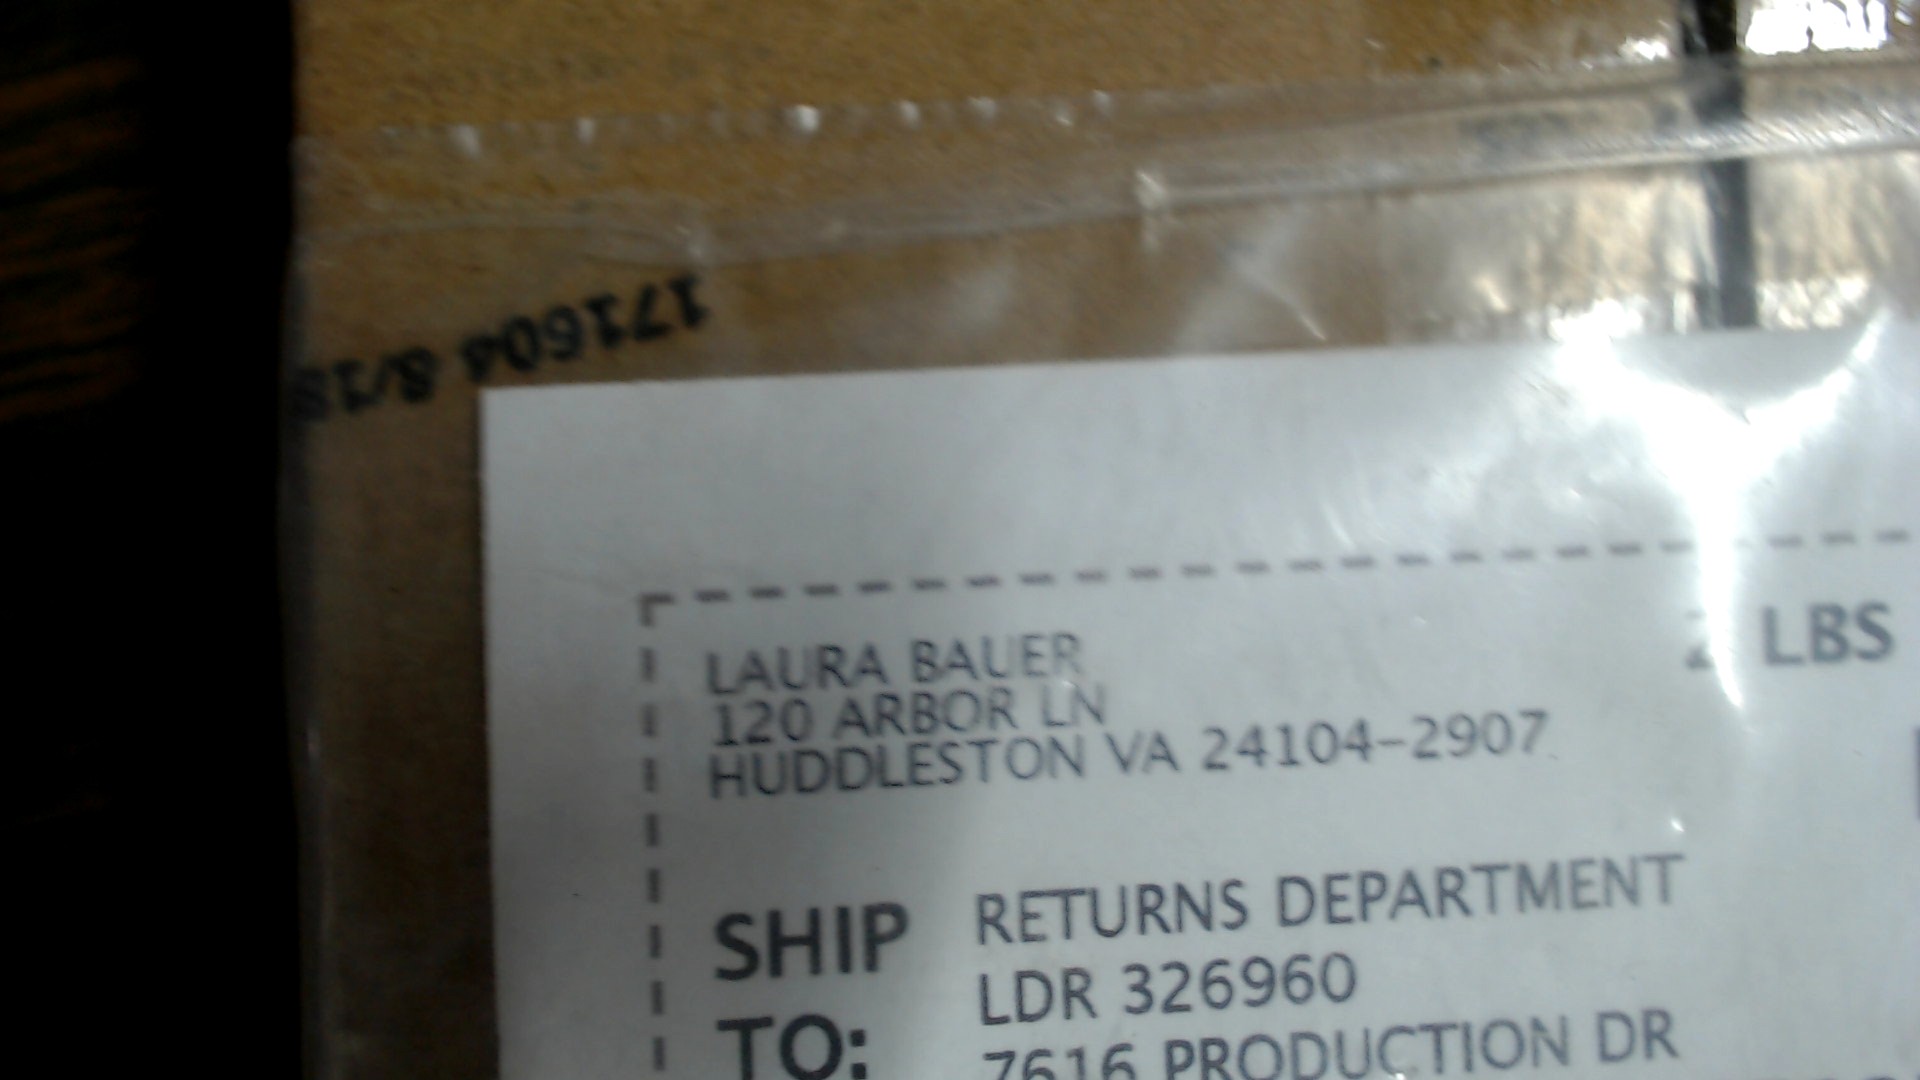 171604 8/18
LAURA BAUER
120 ARBOR LN
HUDDLESTON VA 24104-2907
2 LBS
SHIP TO:
RETURNS DEPARTMENT
LDR 326960
7616 PRODUCTION DR